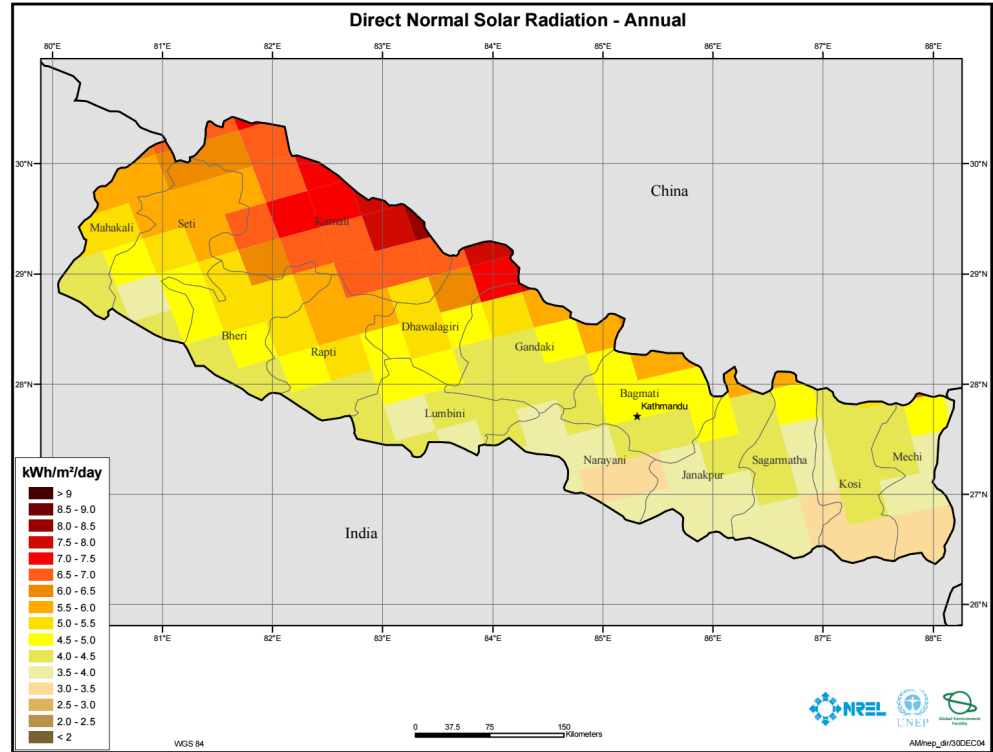 Direct Normal Solar Radiation - Annual
80°E 81°E 82°E 83°E 84°E 85°E 86°E 87°E 88°E
30°N 30°N
China
Mahakali Seti Karnali
29°N 29°N
Bheri Rapti Dhawalagiri Gandaki
28°N 28°N
Bagmati
Kathmandu
Lumbini
Narayani Janakpur Sagarmatha Kosi Mechi
27°N 27°N
India
26°N 26°N
81°E 82°E 83°E 84°E 85°E 86°E 87°E 88°E
kWh/m²/day
> 9
8.5 - 9.0
8.0 - 8.5
7.5 - 8.0
7.0 - 7.5
6.5 - 7.0
6.0 - 6.5
5.5 - 6.0
5.0 - 5.5
4.5 - 5.0
4.0 - 4.5
3.5 - 4.0
3.0 - 3.5
2.5 - 3.0
2.0 - 2.5
< 2
WGS 84
0 37.5 75 150
Kilometers
NREL
UNEP
Global Environment
Facility
AM/nep_dir/30DEC04